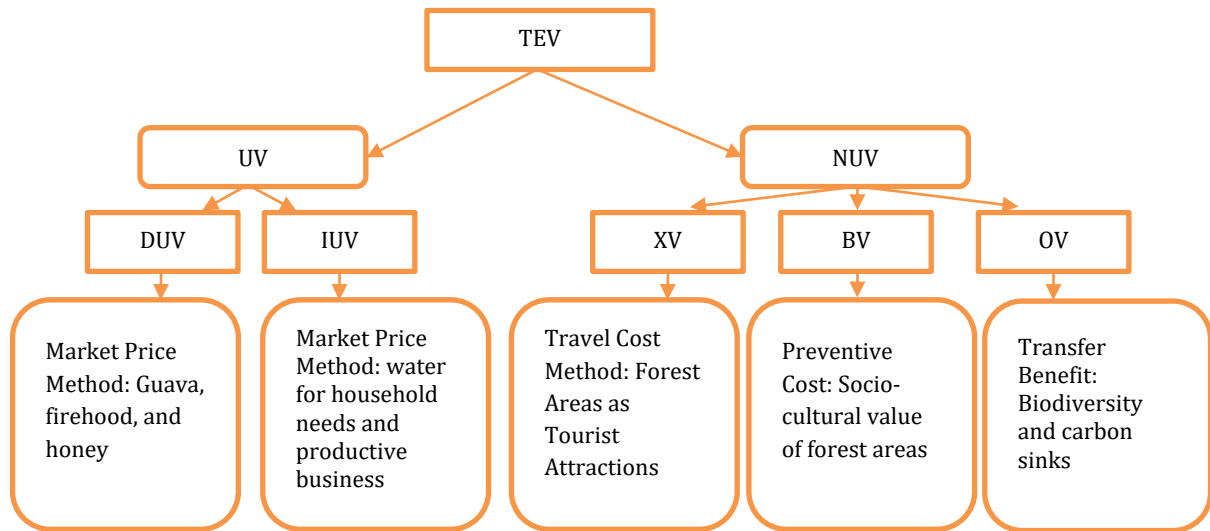 TEV
UV
NUV
DUV
IUV
XV
BV
OV
Market Price
Method: Guava,
firehood, and
honey
Market Price
Method: water
for household
needs and
productive
business
Travel Cost
Method: Forest
Areas as
Tourist
Attractions
Preventive
Cost: Socio-
cultural value
of forest areas
Transfer
Benefit:
Biodiversity
and carbon
sinks